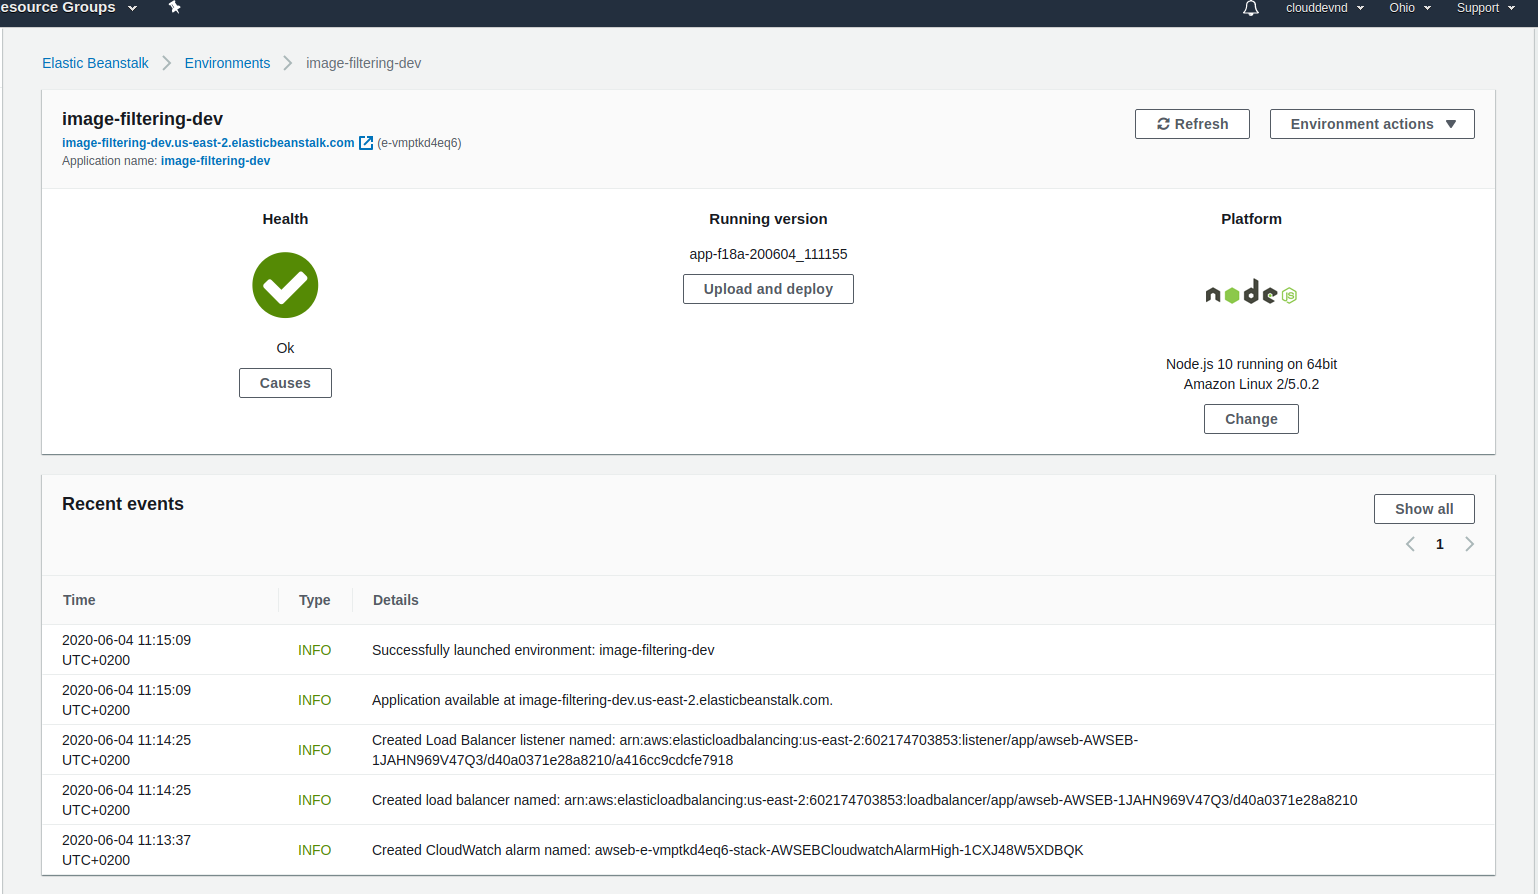 esource Groups
clouddevnd
Ohio
Support
Elastic Beanstalk
Environments
image-filtering-dev
image-filtering-dev
image-filtering-dev.us-east-2.elasticbeanstalk.com (e-vmptkd4eq6)
Application name: image-filtering-dev
Refresh
Environment actions
Health
Ok
Causes
Running version
app-f18a-200604_111155
Upload and deploy
Platform
node JS
Node.js 10 running on 64bit
Amazon Linux 2/5.0.2
Change
Recent events
Show all
1
Time
Type
Details
2020-06-04 11:15:09
UTC+0200
INFO
Successfully launched environment: image-filtering-dev
2020-06-04 11:15:09
UTC+0200
INFO
Application available at image-filtering-dev.us-east-2.elasticbeanstalk.com.
2020-06-04 11:14:25
UTC+0200
INFO
Created Load Balancer listener named: arn:aws:elasticloadbalancing:us-east-2:602174703853:listener/app/awseb-AWSEB-
1JAHN969V47Q3/d40a0371e28a8210/a416cc9cdcfe7918
2020-06-04 11:14:25
UTC+0200
INFO
Created load balancer named: arn:aws:elasticloadbalancing:us-east-2:602174703853:loadbalancer/app/awseb-AWSEB-1JAHN969V47Q3/d40a0371e28a8210
2020-06-04 11:13:37
UTC+0200
INFO
Created CloudWatch alarm named: awseb-e-vmptkd4eq6-stack-AWSEBCloudwatchAlarmHigh-1CXJ48W5XDBQK